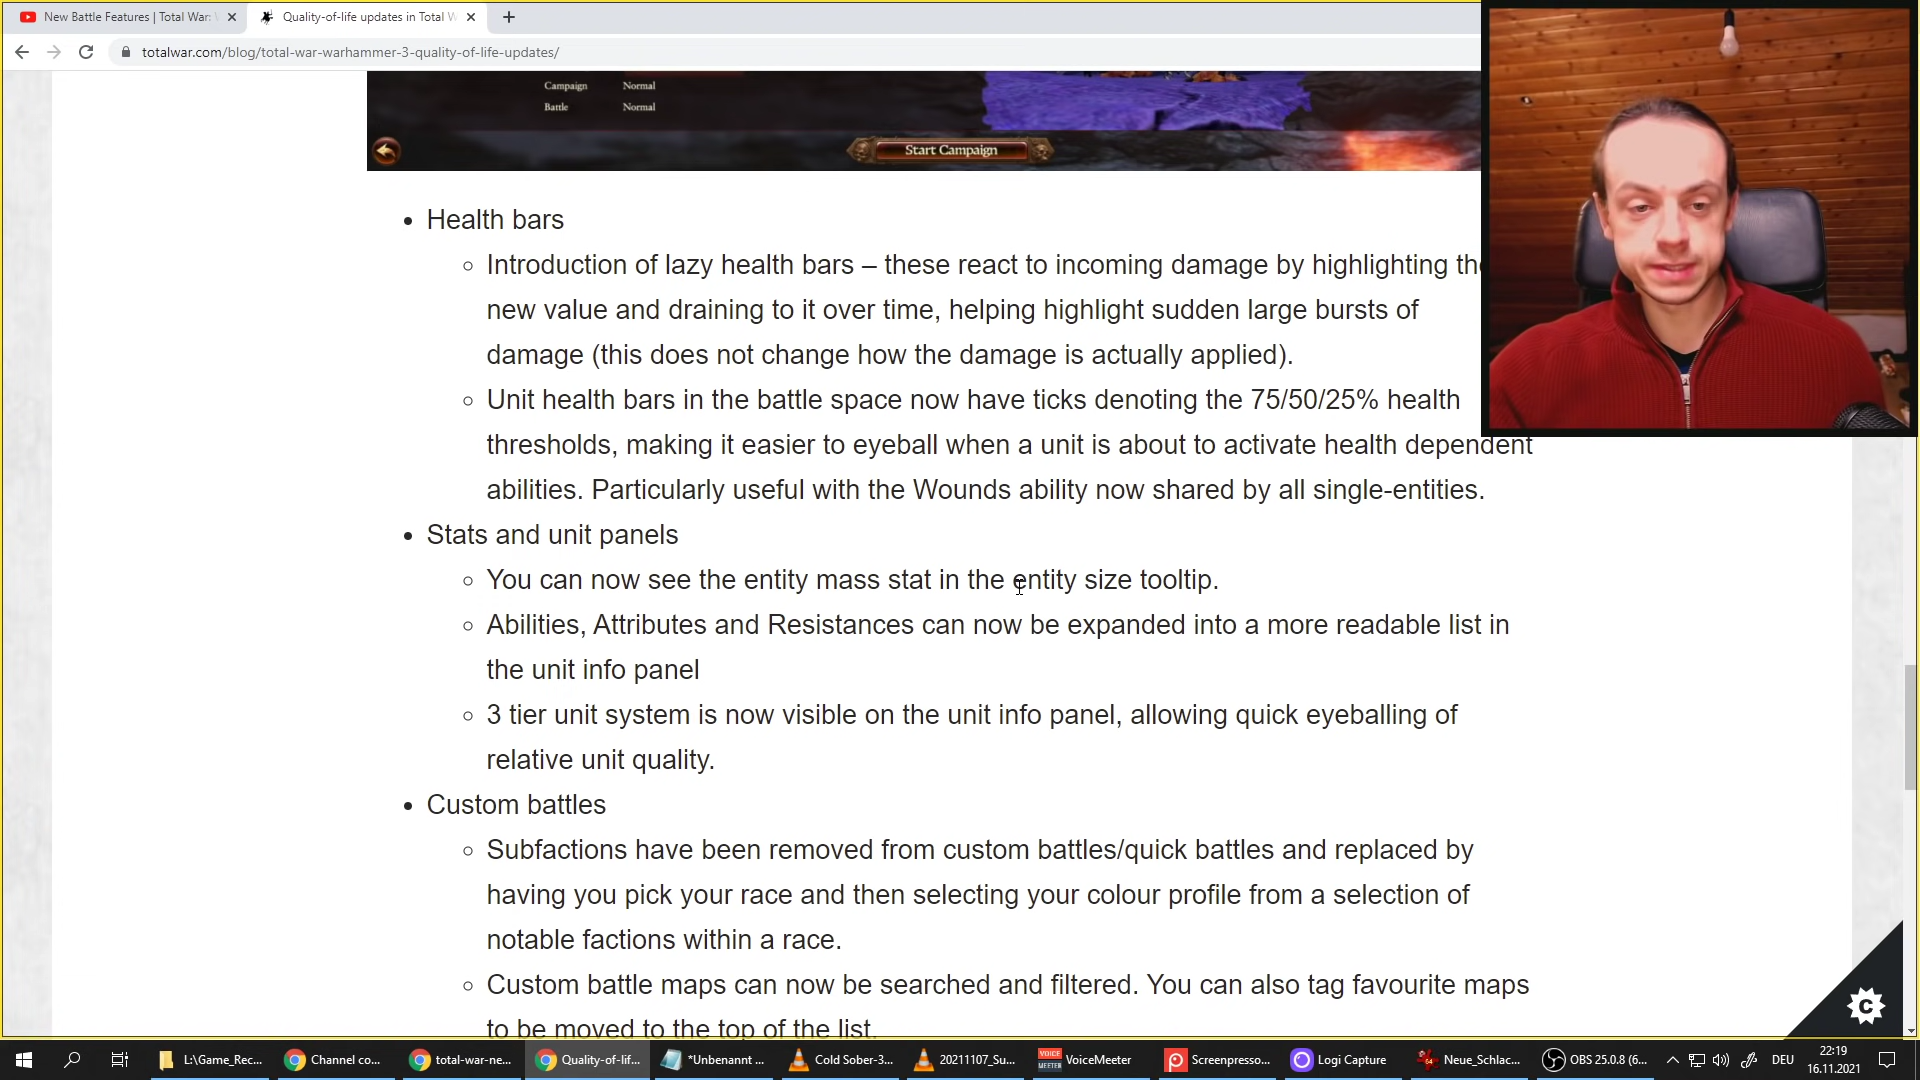 New Battle Features | Total War:
Quality-of-life updates in Total W
totalwar.com/blog/total-war-warhammer-3-quality-of-life-updates/
Campaign Normal
Battle Normal
Start Campaign
• Health bars
Introduction of lazy health bars – these react to incoming damage by highlighting the
new value and draining to it over time, helping highlight sudden large bursts of
damage (this does not change how the damage is actually applied).
Unit health bars in the battle space now have ticks denoting the 75/50/25% health
thresholds, making it easier to eyeball when a unit is about to activate health dependent
abilities. Particularly useful with the Wounds ability now shared by all single-entities.
• Stats and unit panels
You can now see the entity mass stat in the entity size tooltip.
Abilities, Attributes and Resistances can now be expanded into a more readable list in
the unit info panel
3 tier unit system is now visible on the unit info panel, allowing quick eyeballing of
relative unit quality.
• Custom battles
Subfactions have been removed from custom battles/quick battles and replaced by
having you pick your race and then selecting your colour profile from a selection of
notable factions within a race.
Custom battle maps can now be searched and filtered. You can also tag favourite maps
to be moved to the top of the list.
L:\Game_Rec... Channel co... total-war-ne... Quality-of-lif... *Unbenannt ... Cold Sober-3... 20211107_Su... VOICE MEETER VoiceMeeter Screenpresso... Logi Capture 64 Neue_Schlac... OBS 25.0.8 (6... DEU 22:19
16.11.2021